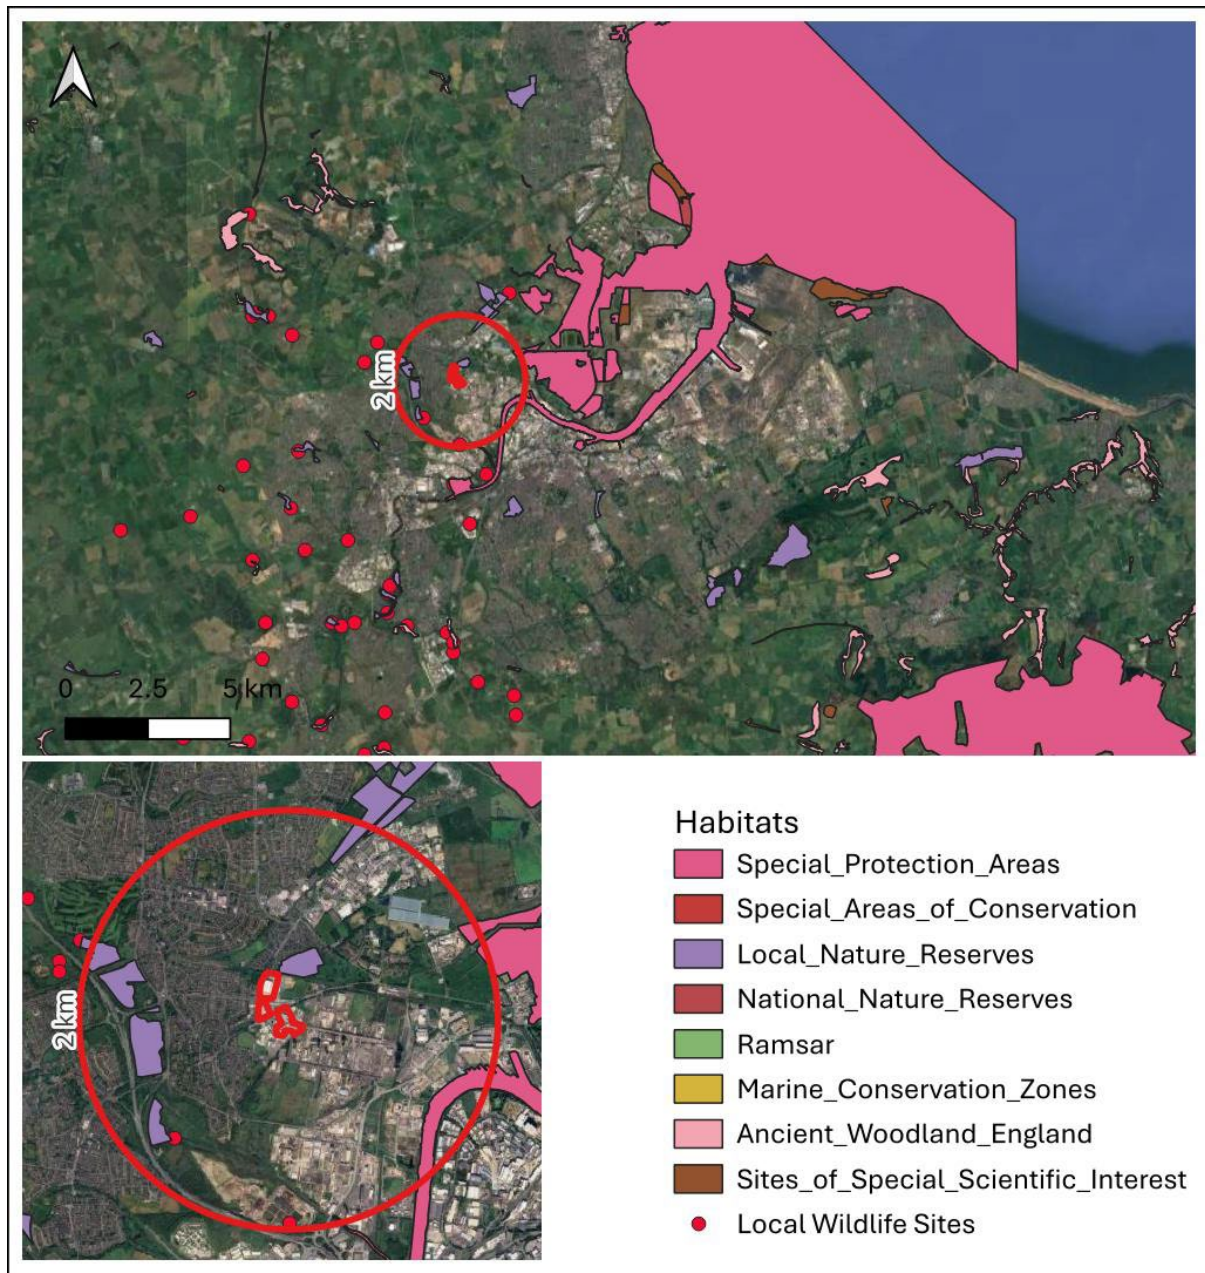 2 km
0 2.5 5 km
2 km
Habitats
Special_Protection_Areas
Special_Areas_of_Conservation
Local_Nature_Reserves
National_Nature_Reserves
Ramsar
Marine_Conservation_Zones
Ancient_Woodland_England
Sites_of_Special_Scientific_Interest
Local Wildlife Sites